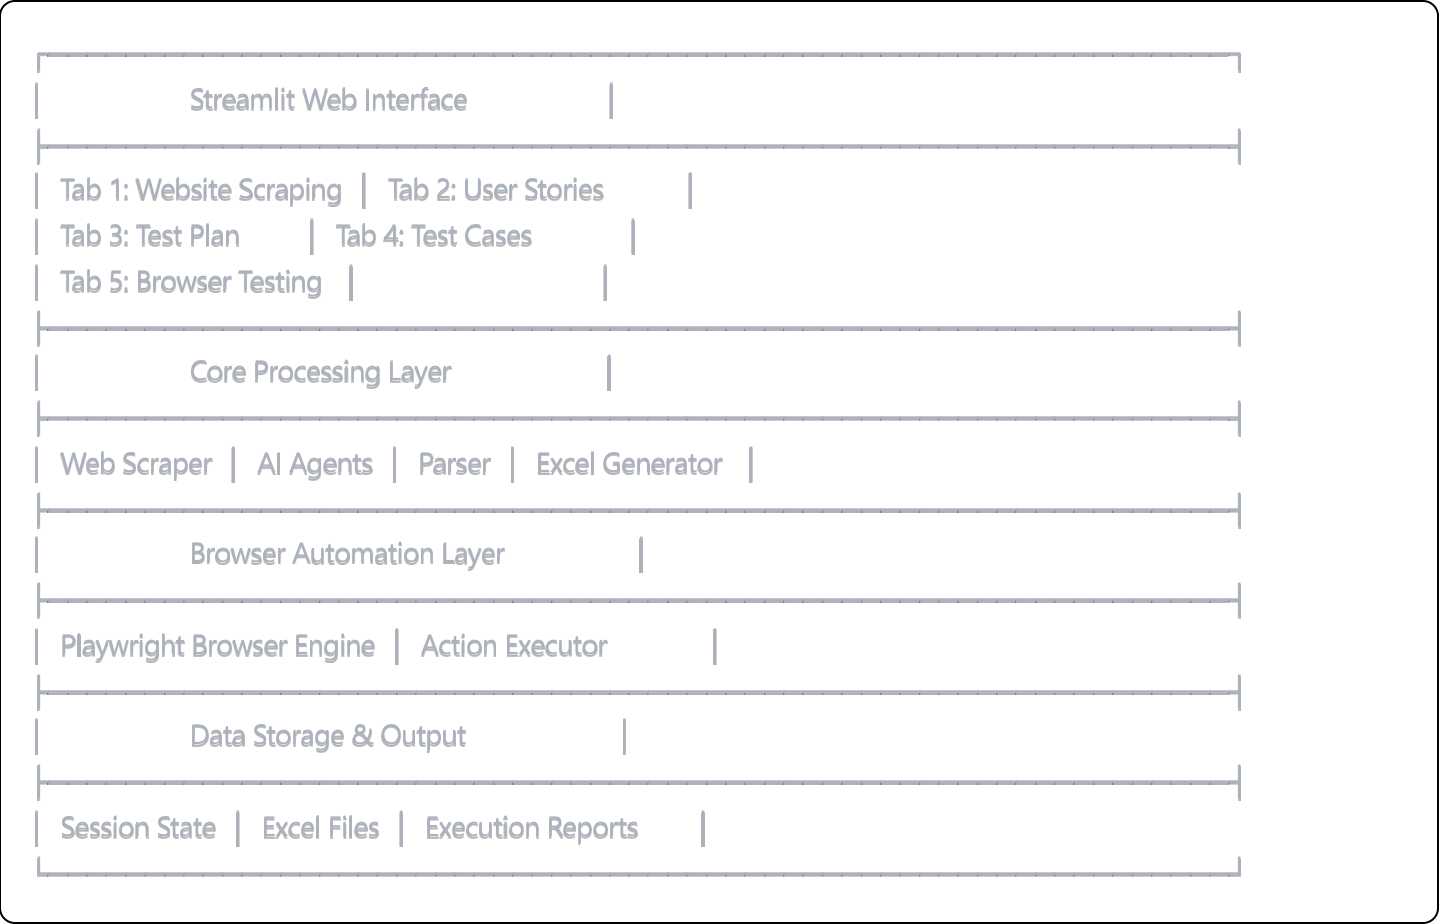 Streamlit Web Interface
Tab 1: Website Scraping | Tab 2: User Stories |
Tab 3: Test Plan | Tab 4: Test Cases |
Tab 5: Browser Testing | |
Core Processing Layer
Web Scraper | AI Agents | Parser | Excel Generator |
Browser Automation Layer
Playwright Browser Engine | Action Executor |
Data Storage & Output
Session State | Excel Files | Execution Reports |